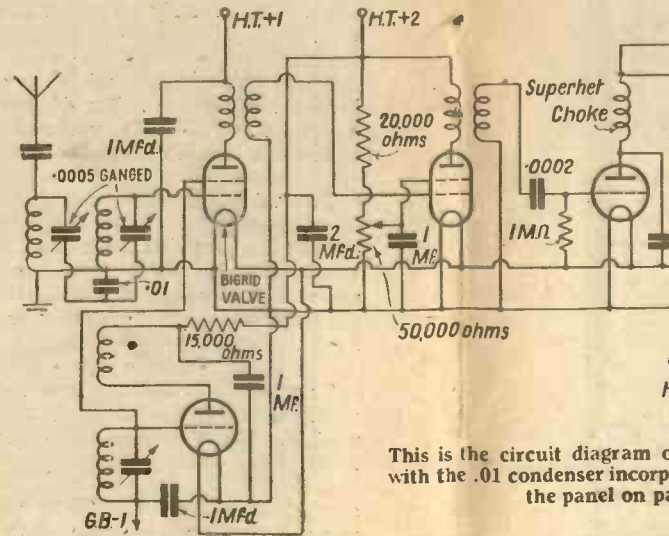 H.T.+1
H.T.+2
1Mfd.
.0005 GANGED
.01
BIGRID
VALVE
20,000
ohms
2
Mfd.
1
Mf.
50,000 ohms
Superhet
Choke
.0002
1MΩ
15,000
ohms
1
Mf.
G.B-1
1Mfd.
H
This is the circuit diagram o
with the .01 condenser incorp
the panel on pa